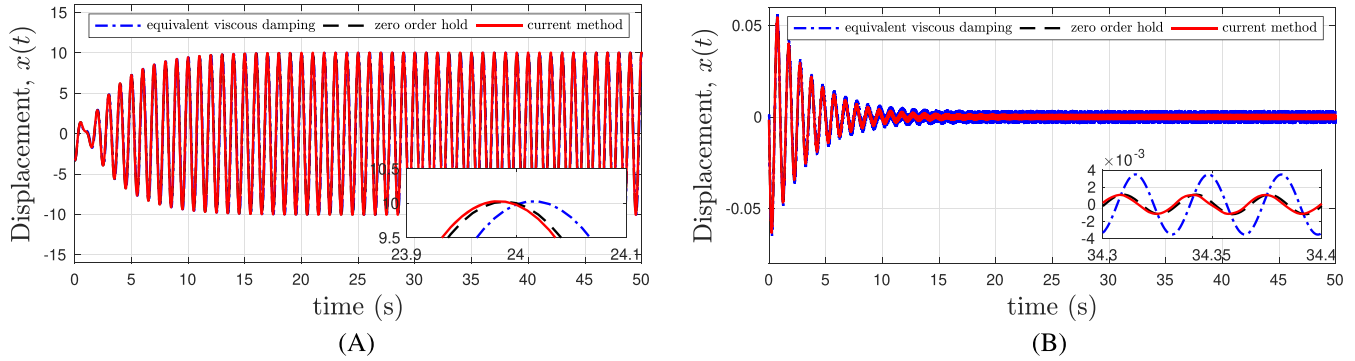 equivalent viscous damping zero order hold current method
Displacement, x(t)
15
10
5
0
-5
-10
-15
10.5
10
9.5
23.9 24 24.1
0 5 10 15 20 25 30 35 40 45 50
time (s)
(A)
equivalent viscous damping zero order hold current method
Displacement, x(t)
0.05
0
-0.05
×10⁻³
4
2
0
-2
-4
34.3 34.35 34.4
0 5 10 15 20 25 30 35 40 45 50
time (s)
(B)